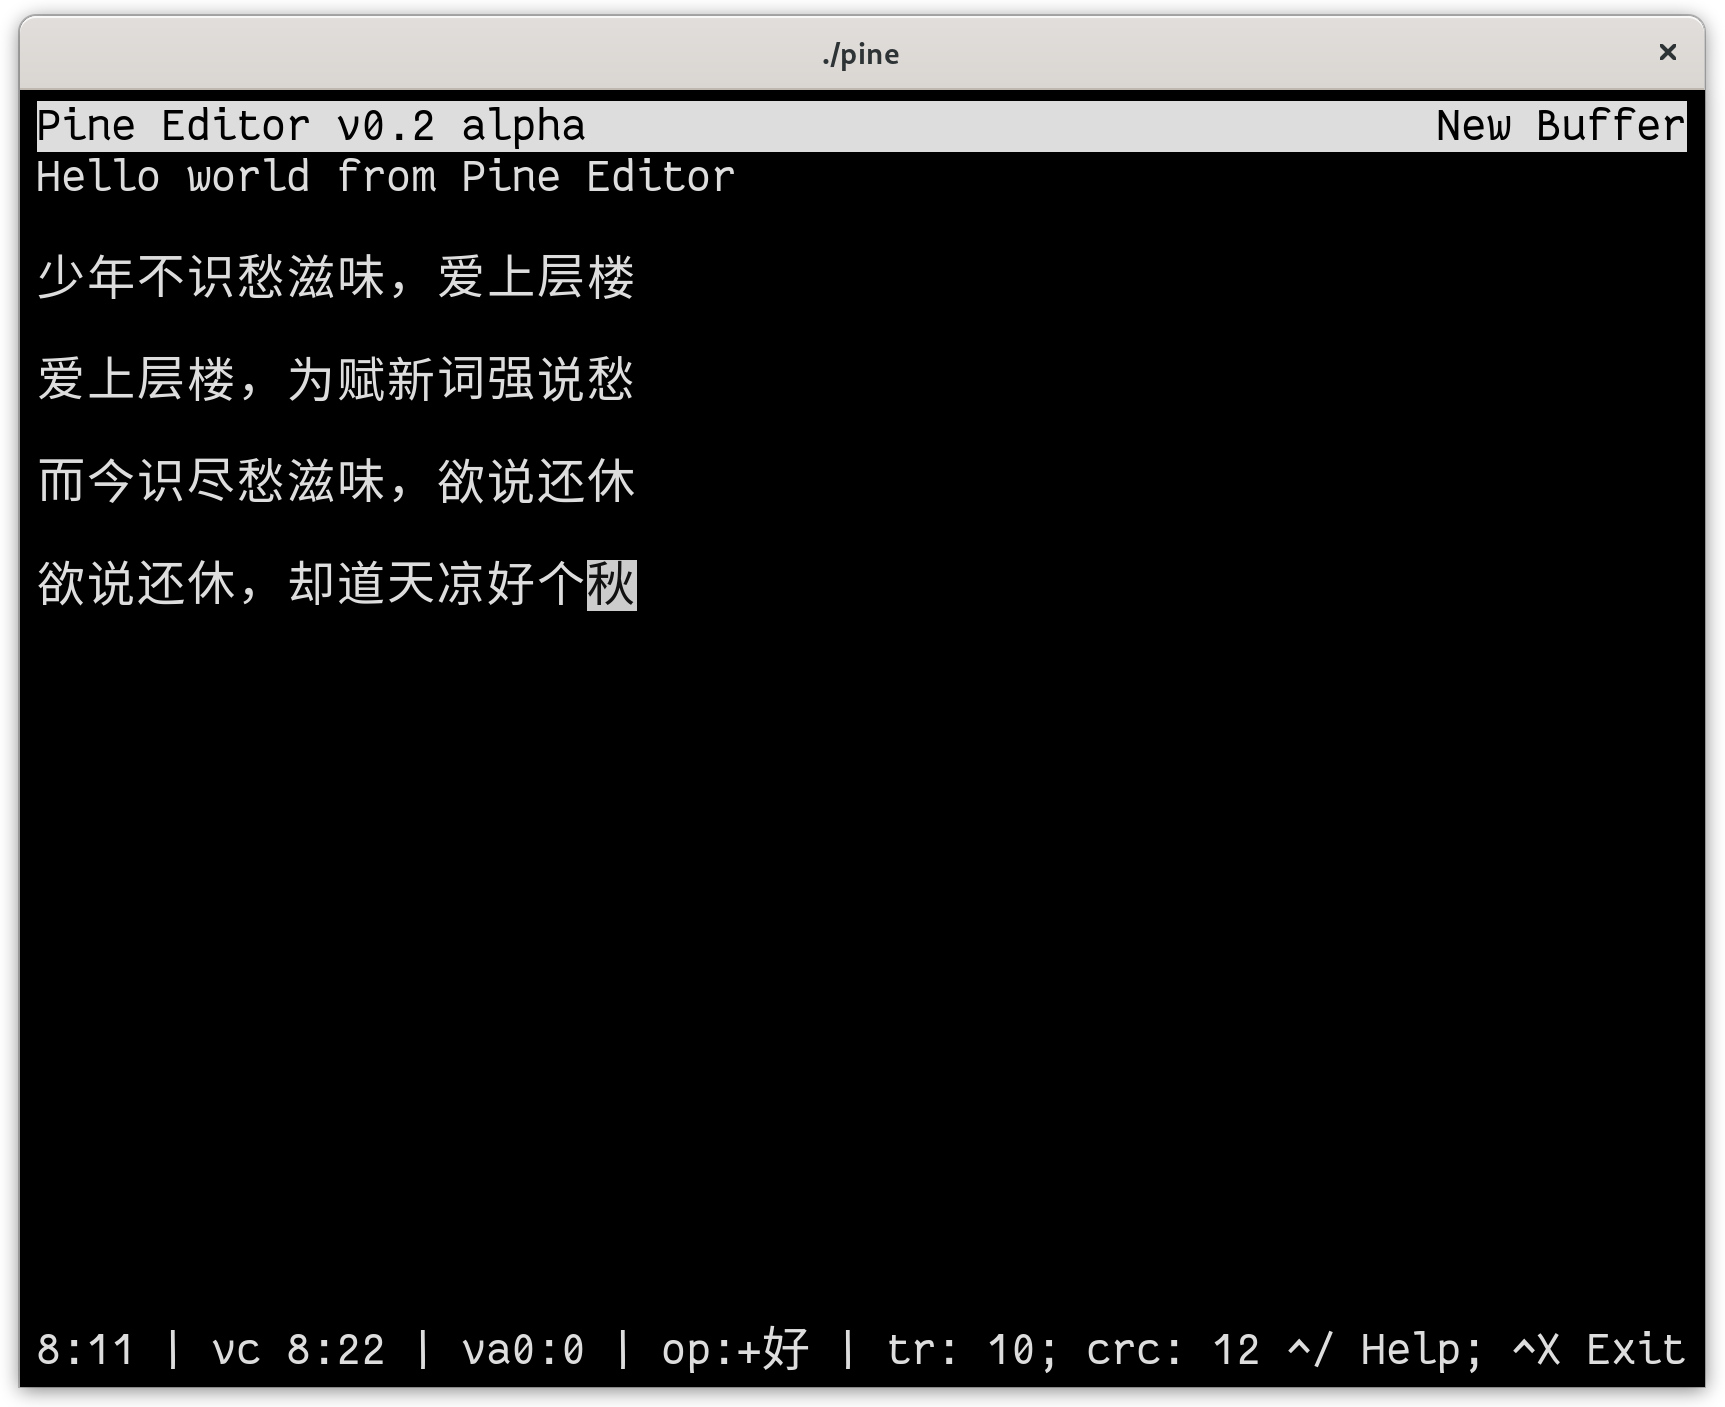 ./pine ×
Pine Editor v0.2 alpha New Buffer
Hello world from Pine Editor
少年不识愁滋味，爱上层楼
爱上层楼，为赋新词强说愁
而今识尽愁滋味，欲说还休
欲说还休，却道天凉好个秋
8:11 | vc 8:22 | va0:0 | op:+好 | tr: 10; crc: 12 ^/ Help; ^X Exit